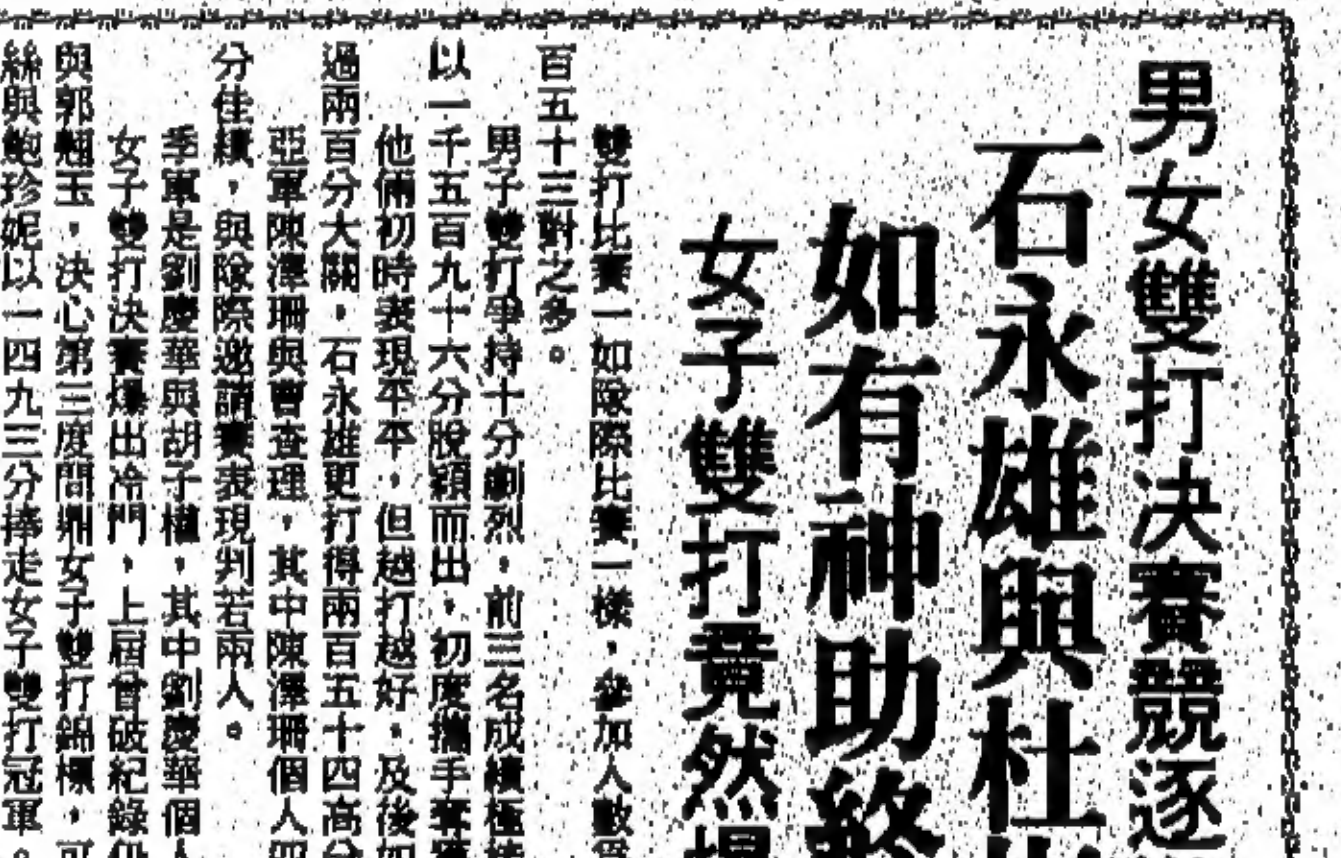 男女雙打決賽競逐
石永雄與杜
如有神助終
女子雙打竟然爆
雙打比賽一如隊際比賽一樣，參加人數爲
百五十三對之多。
男子雙打爭持十分劇烈，前三名成績極接
以一千五百九十六分脫穎而出，初度攜手奪獲
他倆初時表現平平，但越打越好，及後如
過兩百分大關，石永雄更打得兩百五十四高分
亞軍陳澤珊與曹查理，其中陳澤珊個人四
分佳績，與隊際邀請賽表現判若兩人。
季軍是劉慶華與胡子權，其中劉慶華個人
女子雙打決賽爆出冷門，上屆曾破紀錄
與郭翹玉，決心第三度問鼎女子雙打錦標，可
絲與鮑珍妮以一四九三分捧走女子雙打冠軍。